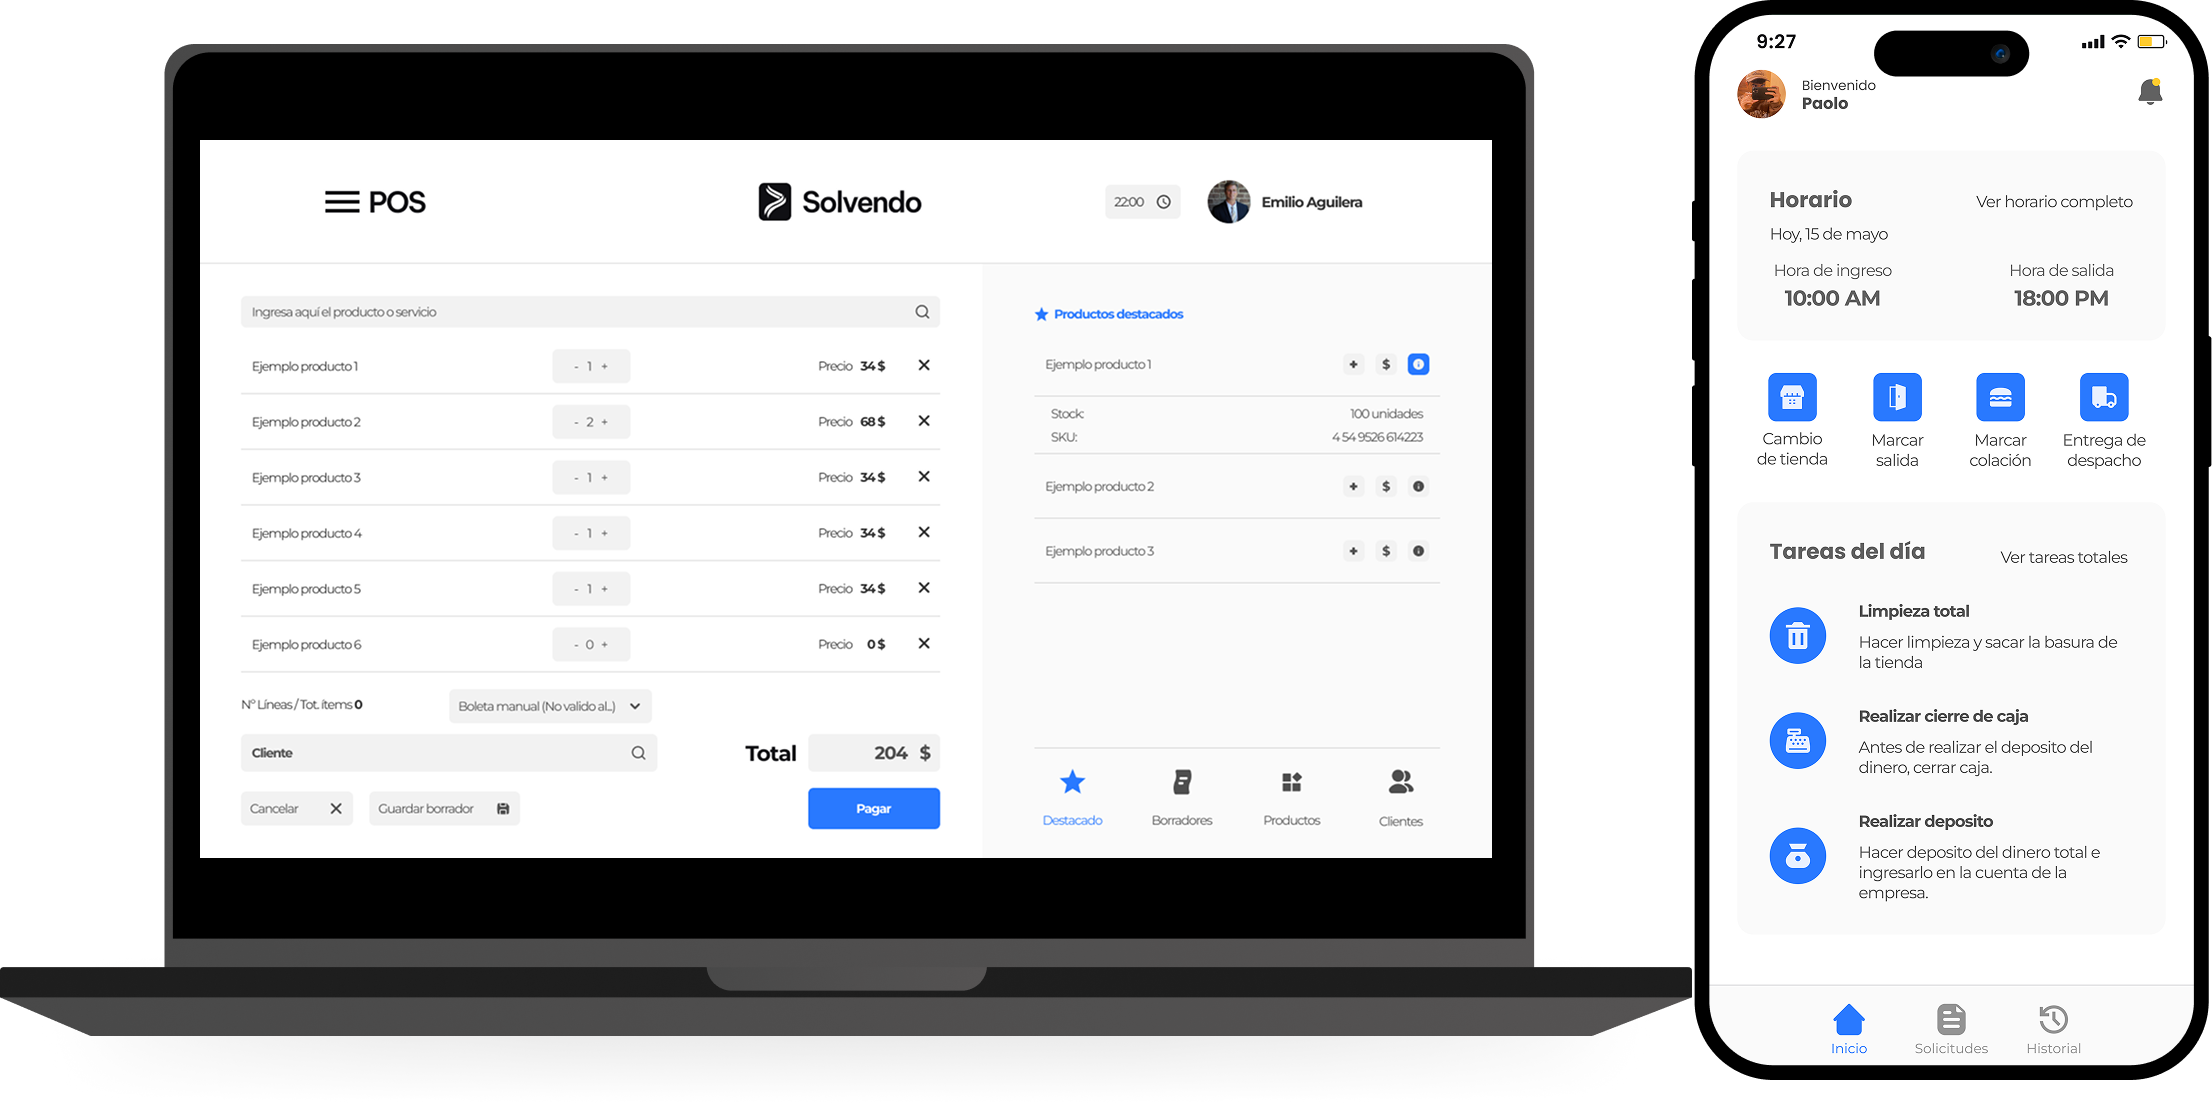 POS
Solvendo
22:00
Emilio Aguilera
Ingresa aquí el producto o servicio
Ejemplo producto 1
- 1 +
Precio 34 $
Ejemplo producto 2
- 2 +
Precio 68 $
Ejemplo producto 3
- 1 +
Precio 34 $
Ejemplo producto 4
- 1 +
Precio 34 $
Ejemplo producto 5
- 1 +
Precio 34 $
Ejemplo producto 6
- 0 +
Precio 0 $
N° Líneas / Tot. ítems 0
Boleta manual (No valido al...)
Cliente
Total
204 $
Cancelar
Guardar borrador
Pagar
Productos destacados
Ejemplo producto 1
+ $
Stock:
100 unidades
SKU:
4 54 9526 614223
Ejemplo producto 2
+ $
Ejemplo producto 3
+ $
Destacado
Borradores
Productos
Clientes
9:27
Bienvenido
Paolo
Horario
Ver horario completo
Hoy, 15 de mayo
Hora de ingreso
Hora de salida
10:00 AM
18:00 PM
Cambio
de tienda
Marcar
salida
Marcar
colación
Entrega de
despacho
Tareas del día
Ver tareas totales
Limpieza total
Hacer limpieza y sacar la basura de
la tienda
Realizar cierre de caja
Antes de realizar el deposito del
dinero, cerrar caja.
Realizar deposito
Hacer deposito del dinero total e
ingresarlo en la cuenta de la
empresa.
Inicio
Solicitudes
Historial